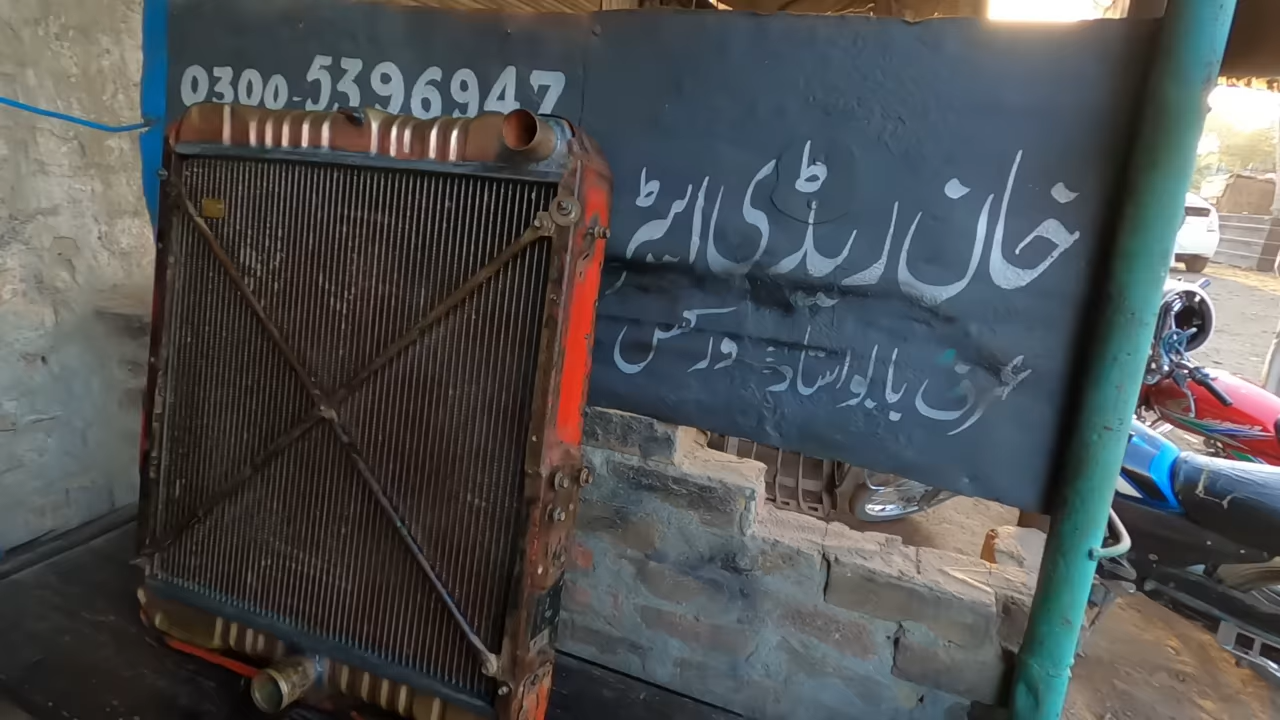 0300-5396947
خان ریڈی ایٹر
عرف بابو استاد ورکس